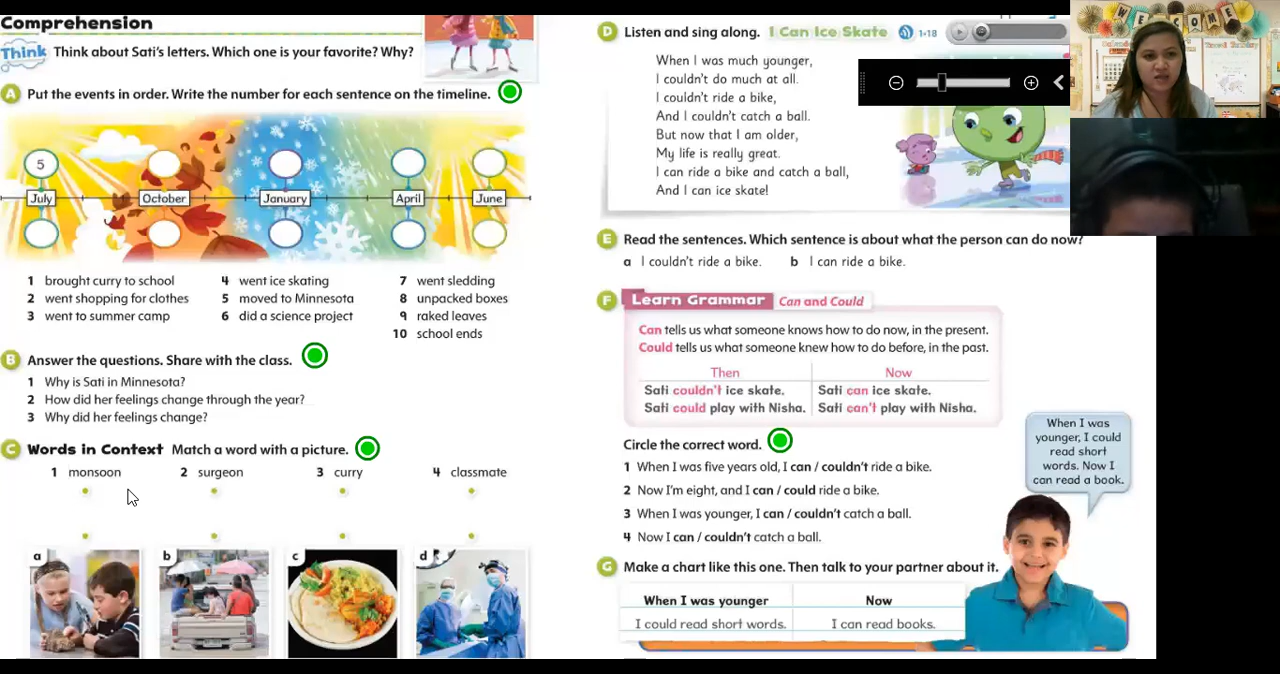 Comprehension
Think Think about Sati's letters. Which one is your favorite? Why?
A Put the events in order. Write the number for each sentence on the timeline.
5
July October January April June
1 brought curry to school
2 went shopping for clothes
3 went to summer camp
4 went ice skating
5 moved to Minnesota
6 did a science project
7 went sledding
8 unpacked boxes
9 raked leaves
10 school ends
B Answer the questions. Share with the class.
1 Why is Sati in Minnesota?
2 How did her feelings change through the year?
3 Why did her feelings change?
C Words in Context Match a word with a picture.
1 monsoon 2 surgeon 3 curry 4 classmate
a b c d
D Listen and sing along. I Can Ice Skate 1-18
When I was much younger,
I couldn't do much at all.
I couldn't ride a bike,
And I couldn't catch a ball.
But now that I am older,
My life is really great.
I can ride a bike and catch a ball,
And I can ice skate!
E Read the sentences. Which sentence is about what the person can do now?
a I couldn't ride a bike. b I can ride a bike.
F Learn Grammar Can and Could
Can tells us what someone knows how to do now, in the present.
Could tells us what someone knew how to do before, in the past.
Then Now
Sati couldn't ice skate. Sati can ice skate.
Sati could play with Nisha. Sati can't play with Nisha.
Circle the correct word.
1 When I was five years old, I can / couldn't ride a bike.
2 Now I'm eight, and I can / could ride a bike.
3 When I was younger, I can / couldn't catch a ball.
4 Now I can / couldn't catch a ball.
When I was
younger, I could
read short
words. Now I
can read a book.
G Make a chart like this one. Then talk to your partner about it.
When I was younger Now
I could read short words. I can read books.
WELCOME